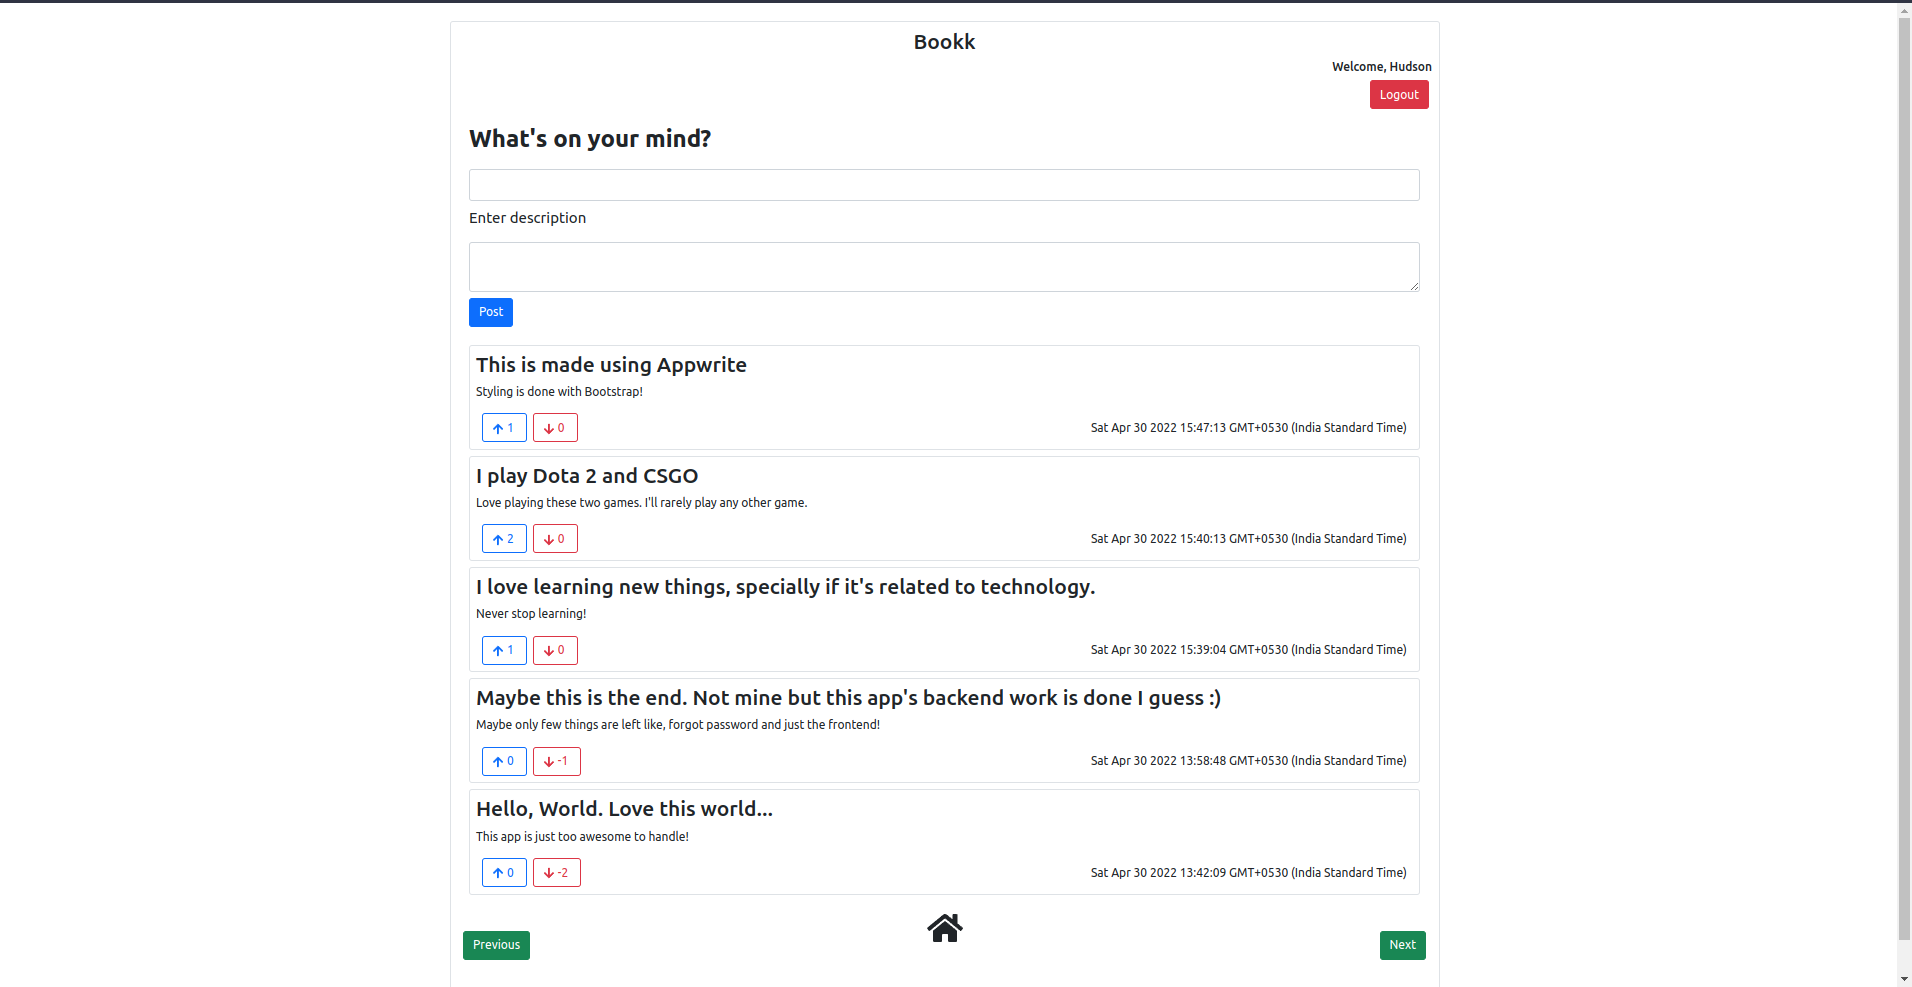 Bookk
Welcome, Hudson
Logout
What's on your mind?
Enter description
Post
This is made using Appwrite
Styling is done with Bootstrap!
1 0 Sat Apr 30 2022 15:47:13 GMT+0530 (India Standard Time)
I play Dota 2 and CSGO
Love playing these two games. I'll rarely play any other game.
2 0 Sat Apr 30 2022 15:40:13 GMT+0530 (India Standard Time)
I love learning new things, specially if it's related to technology.
Never stop learning!
1 0 Sat Apr 30 2022 15:39:04 GMT+0530 (India Standard Time)
Maybe this is the end. Not mine but this app's backend work is done I guess :)
Maybe only few things are left like, forgot password and just the frontend!
0 -1 Sat Apr 30 2022 13:58:48 GMT+0530 (India Standard Time)
Hello, World. Love this world...
This app is just too awesome to handle!
0 -2 Sat Apr 30 2022 13:42:09 GMT+0530 (India Standard Time)
Previous Next